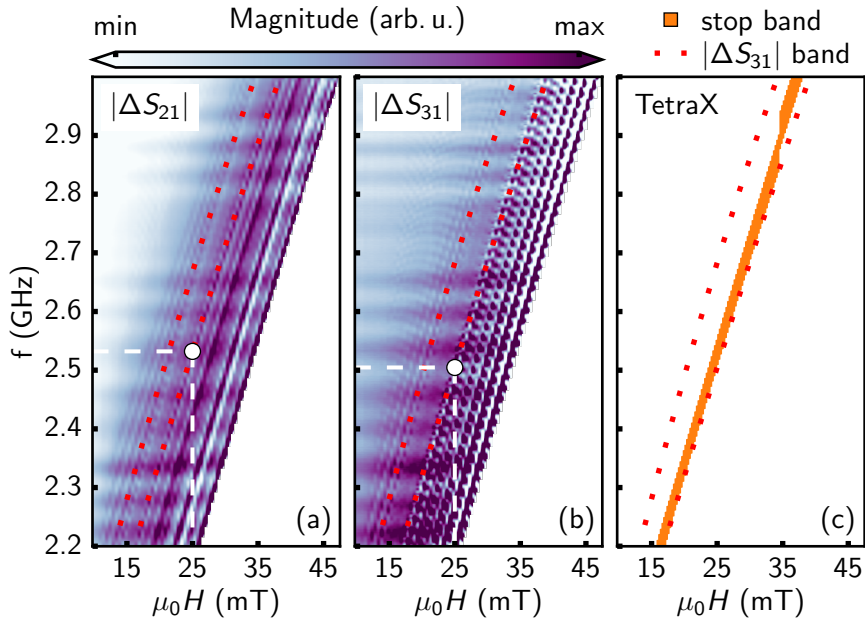 min Magnitude (arb. u.) max
stop band
|ΔS₃₁| band
|ΔS₂₁|
|ΔS₃₁|
TetraX
f (GHz)
2.9
2.8
2.7
2.6
2.5
2.4
2.3
2.2
(a)
(b)
(c)
15 25 35 45
15 25 35 45
15 25 35 45
μ₀H (mT)
μ₀H (mT)
μ₀H (mT)